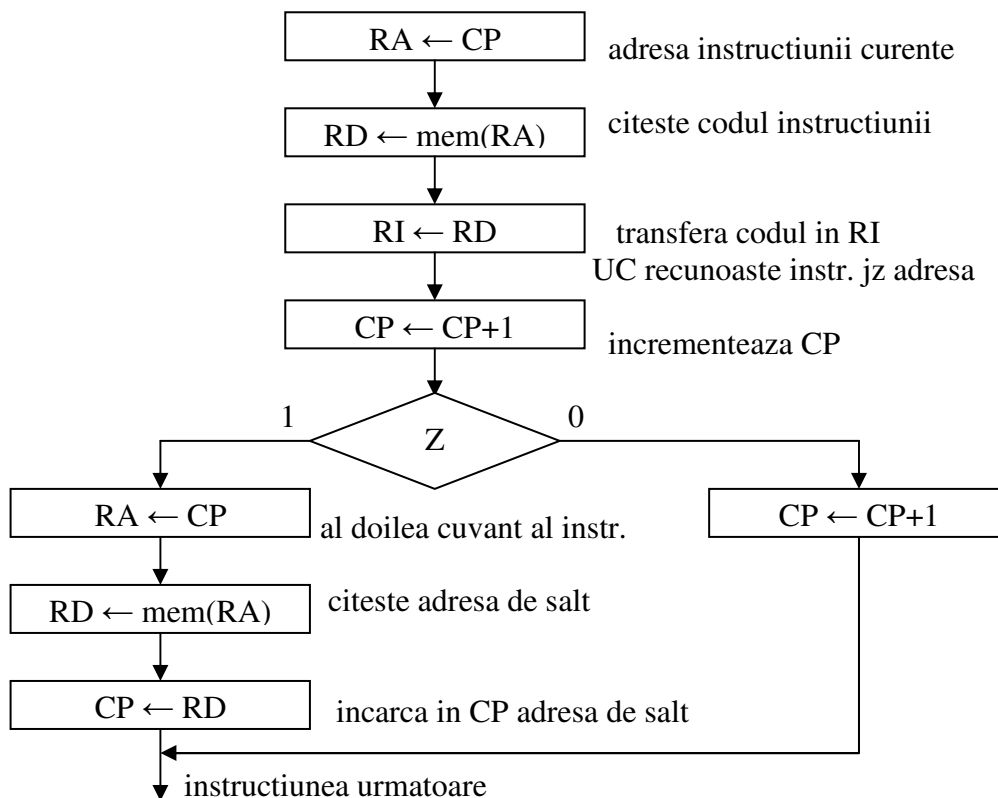 RA ← CP
adresa instructiunii curente
RD ← mem(RA)
citeste codul instructiunii
RI ← RD
transfera codul in RI
UC recunoaste instr. jz adresa
CP ← CP+1
incrementeaza CP
1
Z
0
RA ← CP
al doilea cuvant al instr.
CP ← CP+1
RD ← mem(RA)
citeste adresa de salt
CP ← RD
incarca in CP adresa de salt
instructiunea urmatoare